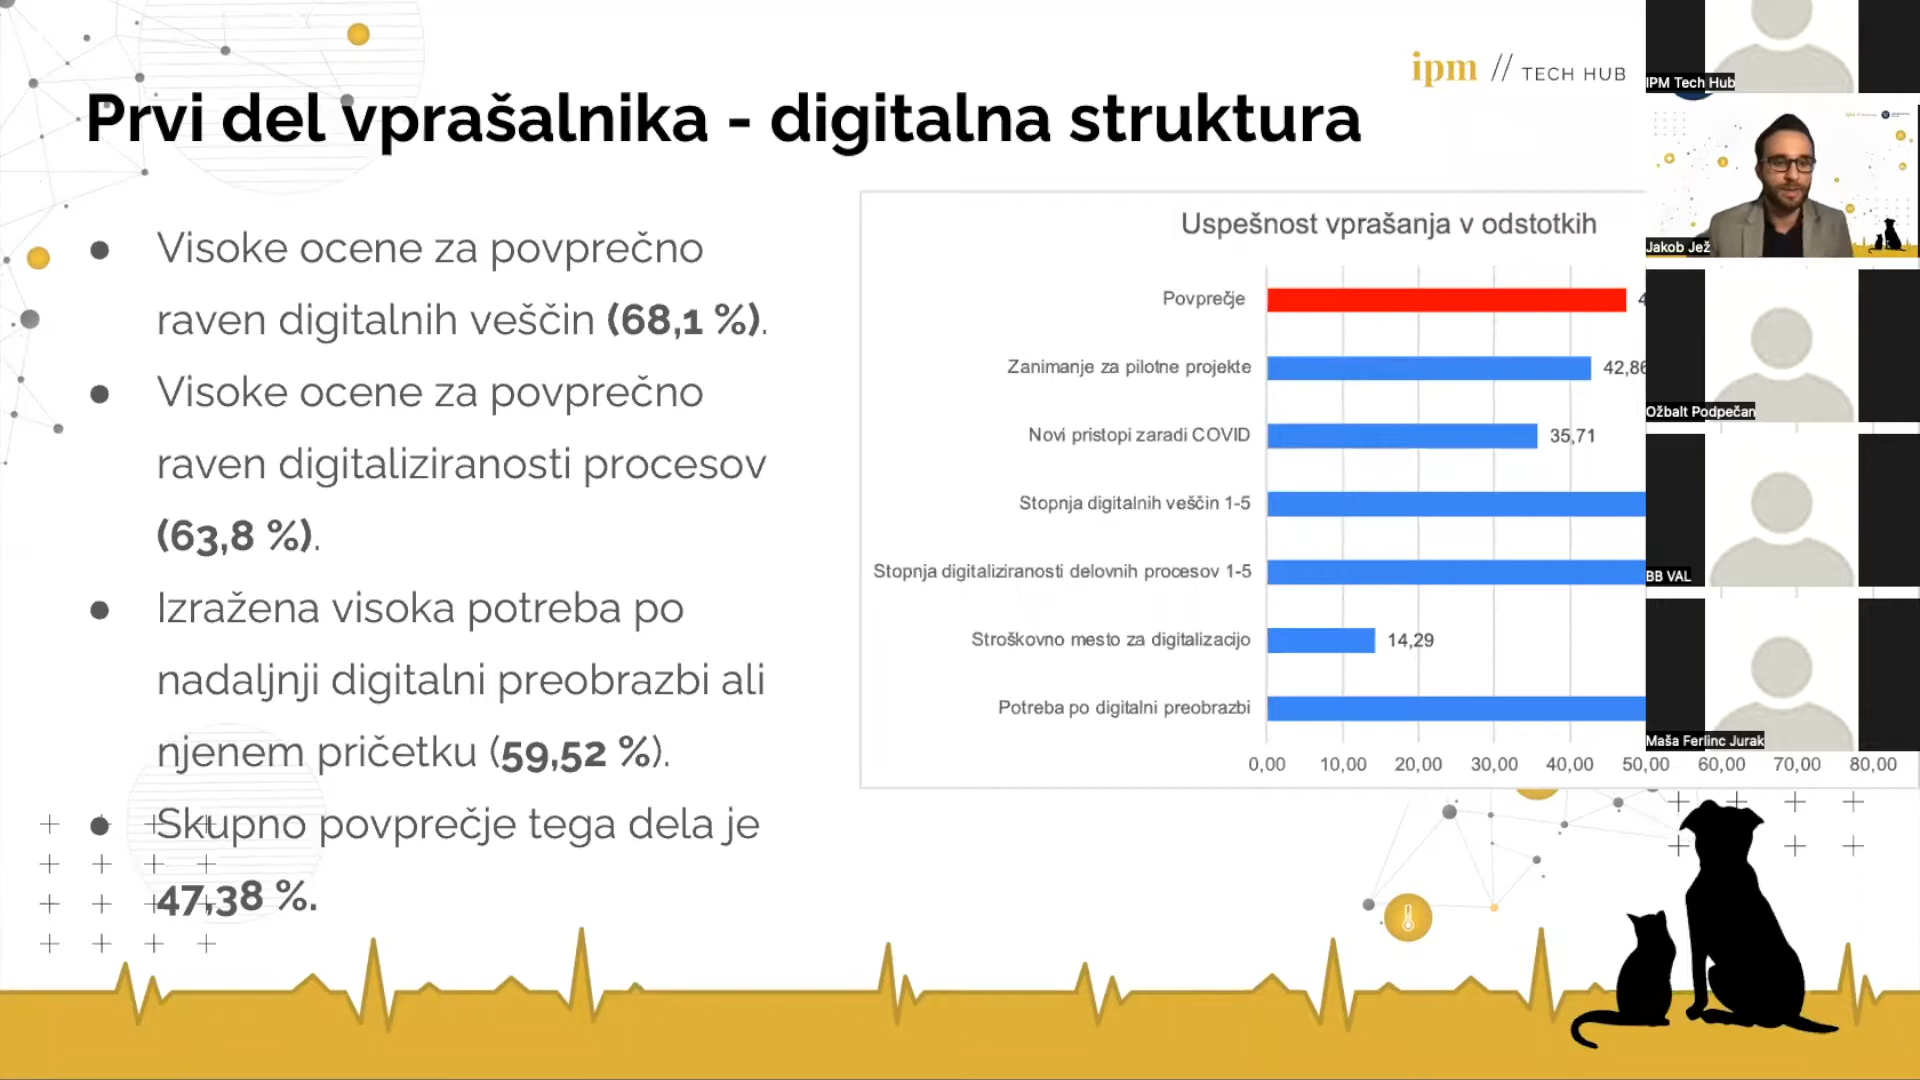 ipm // TECH HUB
Prvi del vprašalnika - digitalna struktura
● Visoke ocene za povprečno
raven digitalnih veščin (68,1 %).
● Visoke ocene za povprečno
raven digitaliziranosti procesov
(63,8 %).
● Izražena visoka potreba po
nadaljnji digitalni preobrazbi ali
njenem pričetku (59,52 %).
● Skupno povprečje tega dela je
47,38 %.
Uspešnost vprašanja v odstotkih
Povprečje 4
Zanimanje za pilotne projekte 42,86
Novi pristopi zaradi COVID 35,71
Stopnja digitalnih veščin 1-5
Stopnja digitaliziranosti delovnih procesov 1-5
Stroškovno mesto za digitalizacijo 14,29
Potreba po digitalni preobrazbi
0,00 10,00 20,00 30,00 40,00 50,00 60,00 70,00 80,00
IPM Tech Hub
Jakob Jež
Ožbalt Podpečan
BB VAL
Maša Ferlinc Jurak